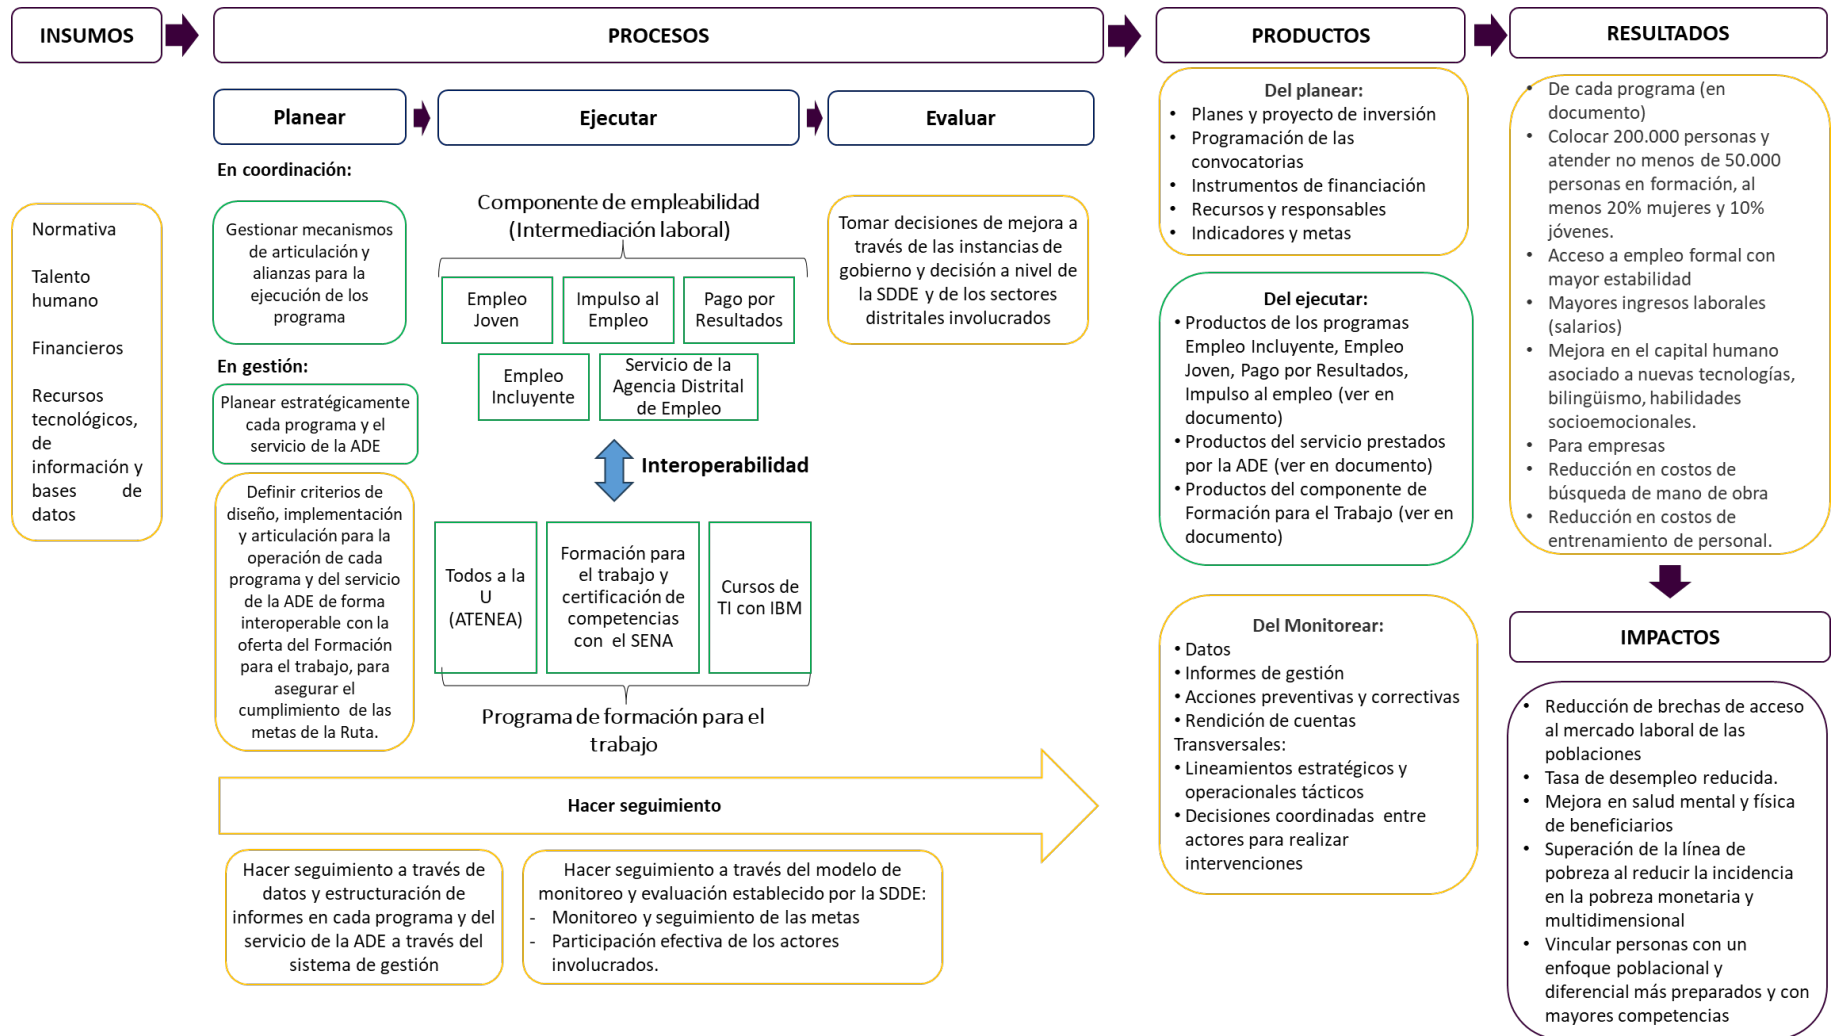 INSUMOS
PROCESOS
PRODUCTOS
RESULTADOS
Normativa
Talento
humano
Financieros
Recursos
tecnológicos,
de
información y
bases de
datos
Planear
Ejecutar
Evaluar
En coordinación:
Gestionar mecanismos
de articulación y
alianzas para la
ejecución de los
programa
En gestión:
Planear estratégicamente
cada programa y el
servicio de la ADE
Definir criterios de
diseño, implementación
y articulación para la
operación de cada
programa y del servicio
de la ADE de forma
interoperable con la
oferta del Formación
para el trabajo, para
asegurar el
cumplimiento de las
metas de la Ruta.
Componente de empleabilidad
(Intermediación laboral)
Empleo
Joven
Impulso al
Empleo
Pago por
Resultados
Empleo
Incluyente
Servicio de la
Agencia Distrital
de Empleo
Interoperabilidad
Todos a la
U
(ATENEA)
Formación para
el trabajo y
certificación de
competencias
con el SENA
Cursos de
TI con IBM
Programa de formación para el
trabajo
Tomar decisiones de mejora a
través de las instancias de
gobierno y decisión a nivel de
la SDDE y de los sectores
distritales involucrados
Hacer seguimiento
Hacer seguimiento a través de
datos y estructuración de
informes en cada programa y del
servicio de la ADE a través del
sistema de gestión
Hacer seguimiento a través del modelo de
monitoreo y evaluación establecido por la SDDE:
- Monitoreo y seguimiento de las metas
- Participación efectiva de los actores
involucrados.
Del planear:
• Planes y proyecto de inversión
• Programación de las
convocatorias
• Instrumentos de financiación
• Recursos y responsables
• Indicadores y metas
Del ejecutar:
• Productos de los programas
Empleo Incluyente, Empleo
Joven, Pago por Resultados,
Impulso al empleo (ver en
documento)
• Productos del servicio prestados
por la ADE (ver en documento)
• Productos del componente de
Formación para el Trabajo (ver en
documento)
Del Monitorear:
• Datos
• Informes de gestión
• Acciones preventivas y correctivas
• Rendición de cuentas
Transversales:
• Lineamientos estratégicos y
operacionales tácticos
• Decisiones coordinadas entre
actores para realizar
intervenciones
• De cada programa (en
documento)
• Colocar 200.000 personas y
atender no menos de 50.000
personas en formación, al
menos 20% mujeres y 10%
jóvenes.
• Acceso a empleo formal con
mayor estabilidad
• Mayores ingresos laborales
(salarios)
• Mejora en el capital humano
asociado a nuevas tecnologías,
bilingüismo, habilidades
socioemocionales.
• Para empresas
• Reducción en costos de
búsqueda de mano de obra
• Reducción en costos de
entrenamiento de personal.
IMPACTOS
• Reducción de brechas de acceso
al mercado laboral de las
poblaciones
• Tasa de desempleo reducida.
• Mejora en salud mental y física
de beneficiarios
• Superación de la línea de
pobreza al reducir la incidencia
en la pobreza monetaria y
multidimensional
• Vincular personas con un
enfoque poblacional y
diferencial más preparados y con
mayores competencias